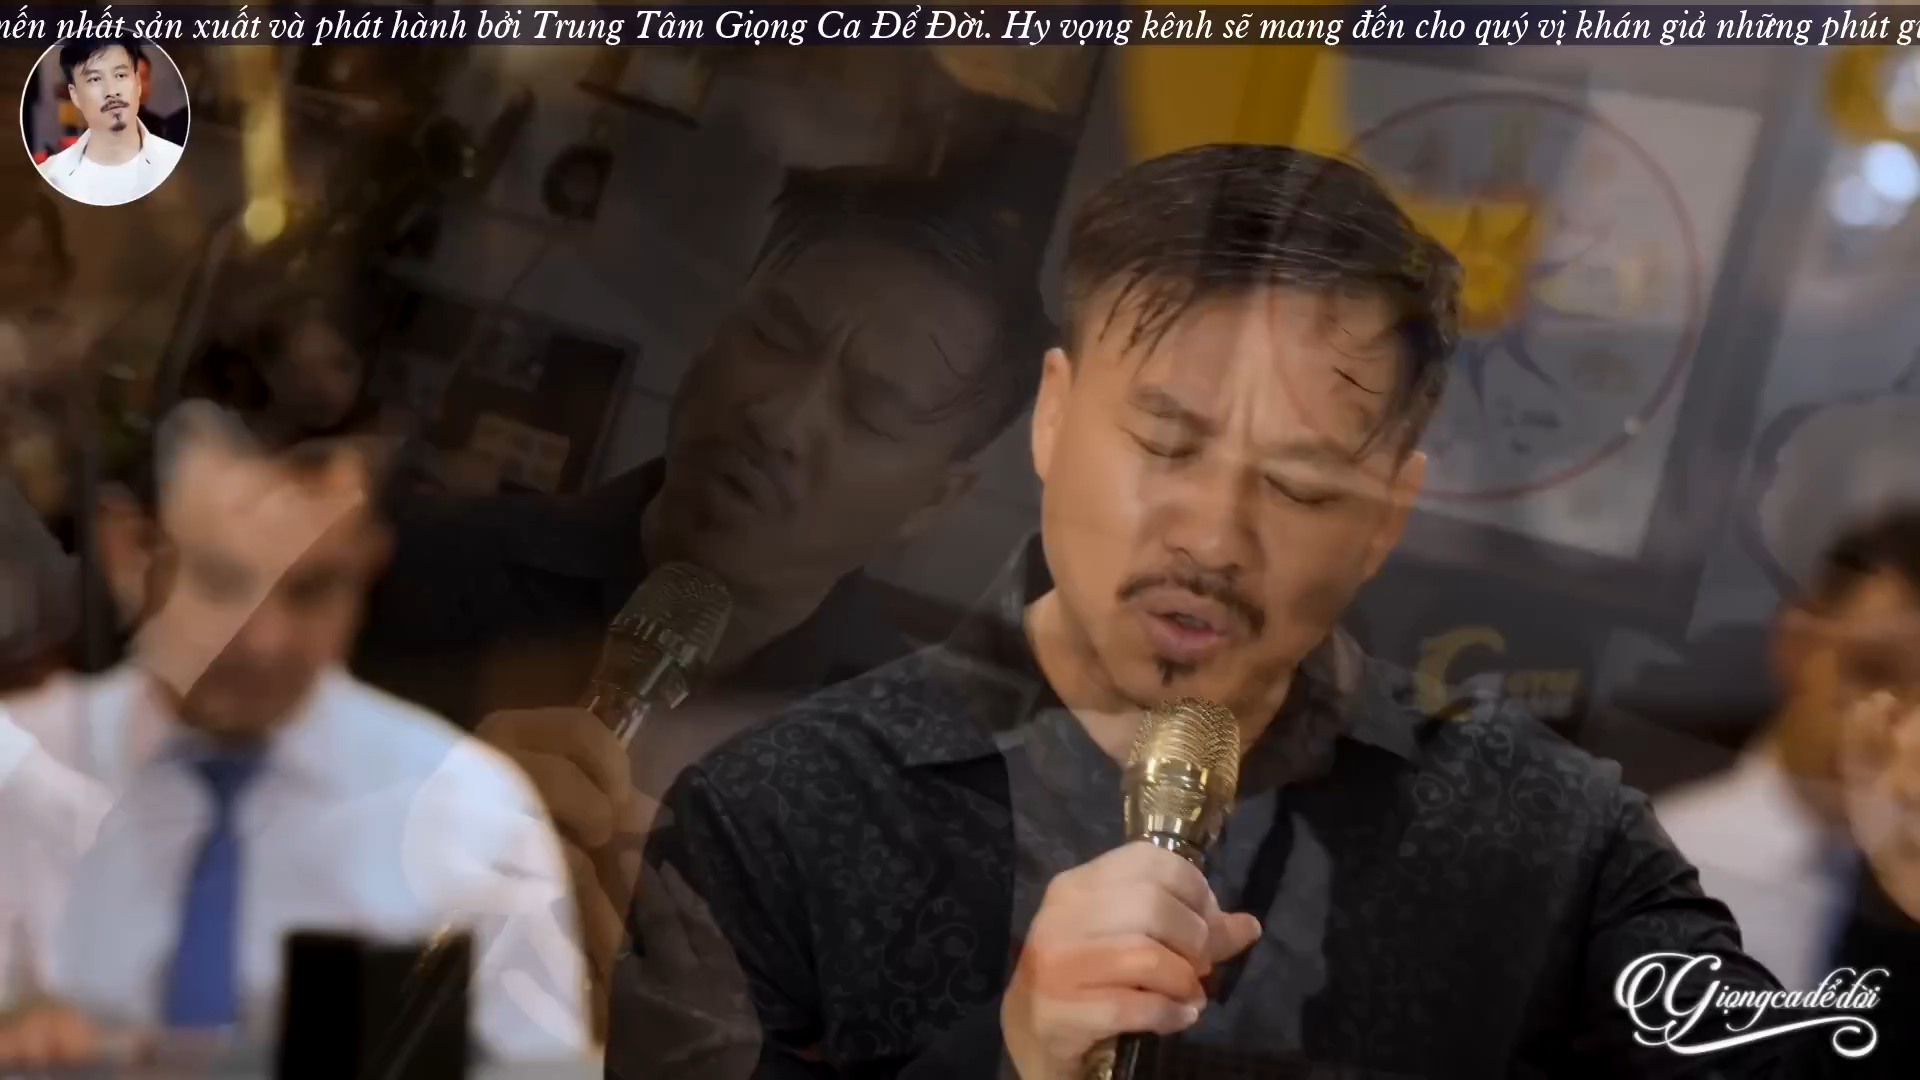 nhất sản xuất và phát hành bởi Trung Tâm Giọng Ca Để Đời. Hy vọng kênh sẽ mang đến cho quý vị khán giả những phút
Giọngcađểđời